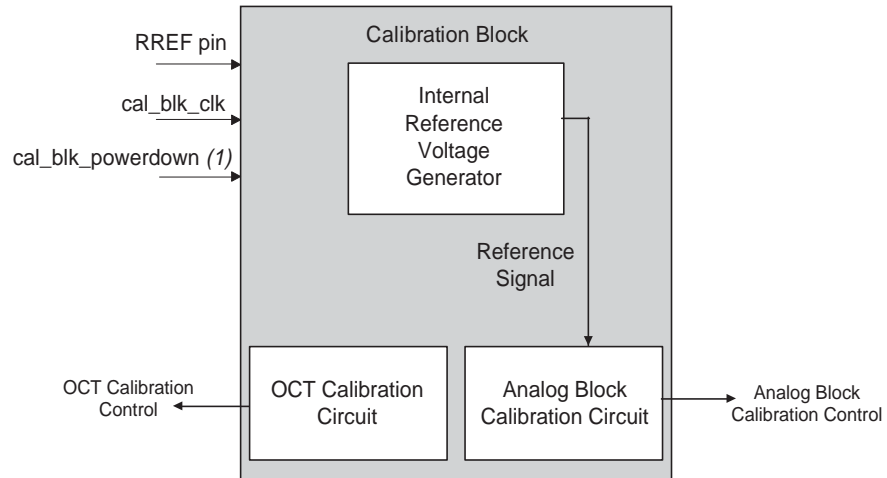 Calibration Block
RREF pin
cal_blk_clk
cal_blk_powerdown (1)
Internal
Reference
Voltage
Generator
Reference
Signal
OCT Calibration
Control
OCT Calibration
Circuit
Analog Block
Calibration Circuit
Analog Block
Calibration Control